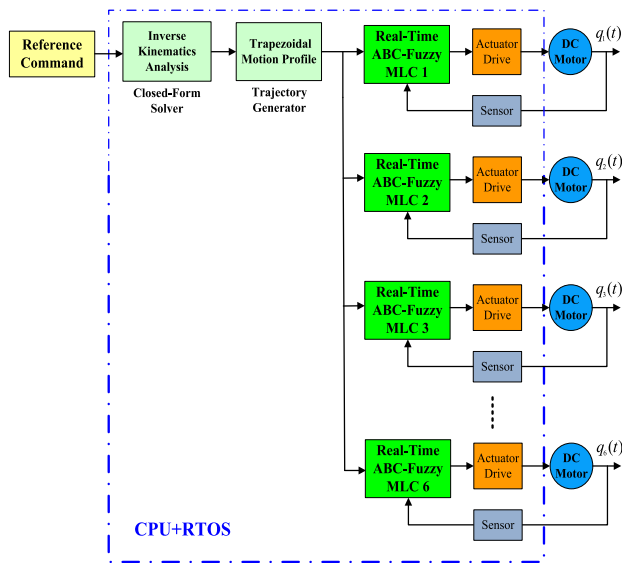 Reference
Command
Inverse
Kinematics
Analysis
Closed-Form
Solver
Trapezoidal
Motion Profile
Trajectory
Generator
Real-Time
ABC-Fuzzy
MLC 1
Actuator
Drive
DC
Motor
q₁(t)
Sensor
Real-Time
ABC-Fuzzy
MLC 2
Actuator
Drive
DC
Motor
q₂(t)
Sensor
Real-Time
ABC-Fuzzy
MLC 3
Actuator
Drive
DC
Motor
q₃(t)
Sensor
Real-Time
ABC-Fuzzy
MLC 6
Actuator
Drive
DC
Motor
q₆(t)
Sensor
CPU+RTOS